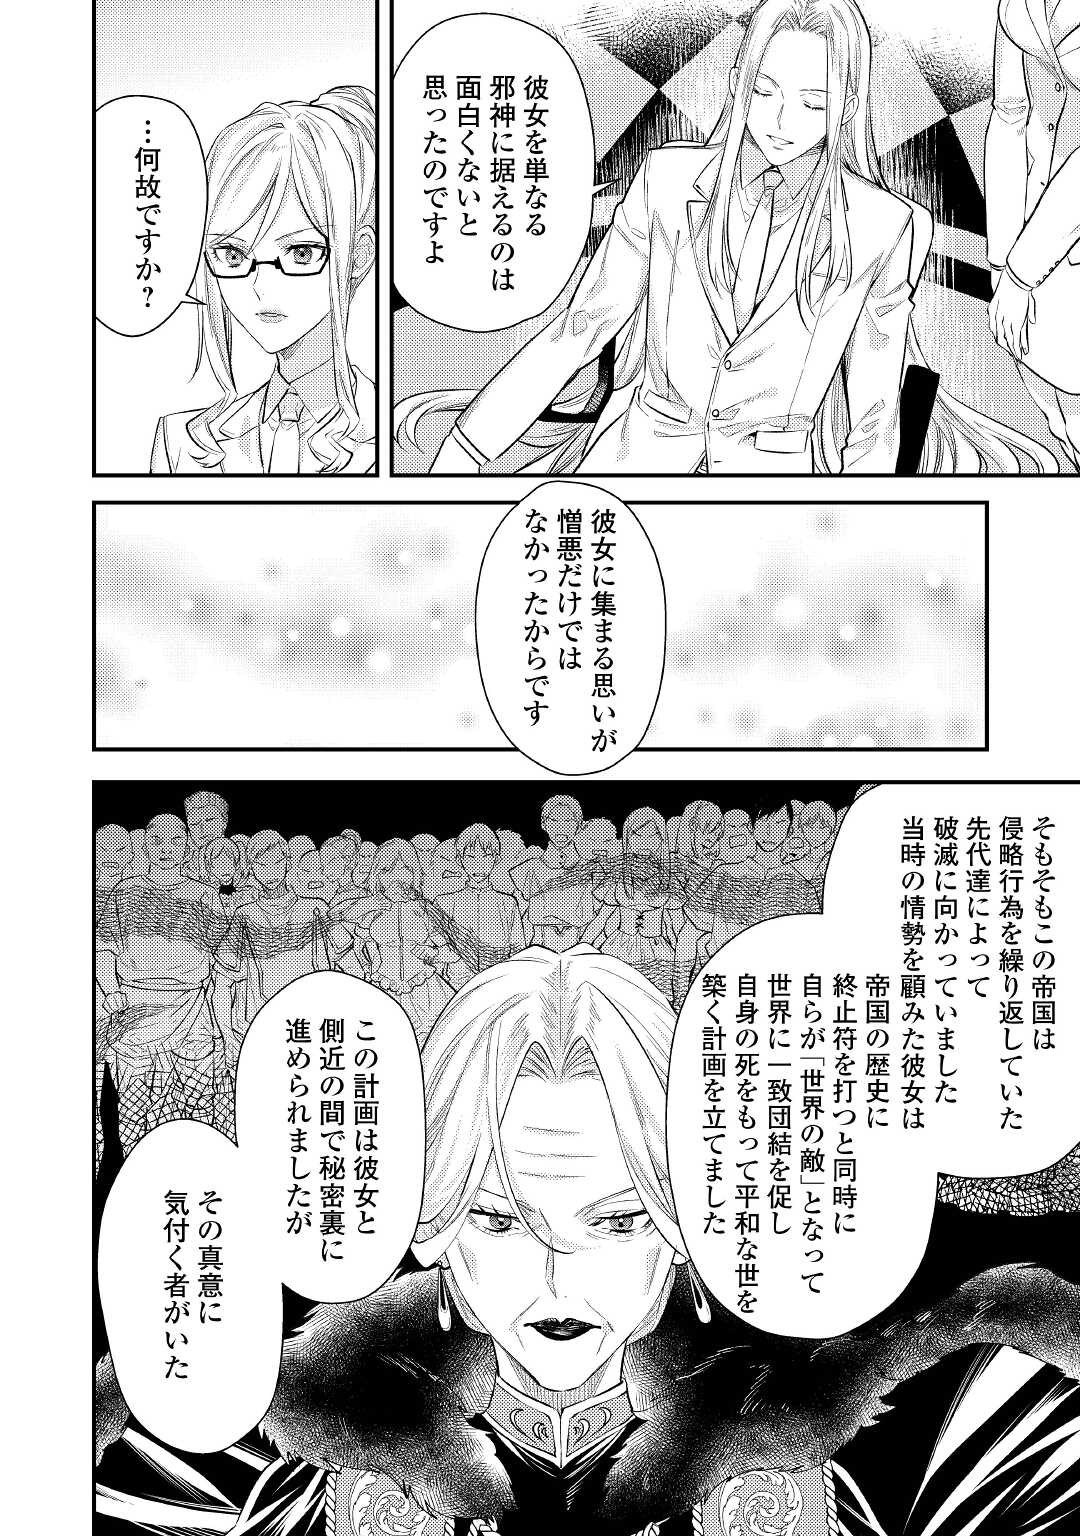 彼女を単なる
邪神に据えるのは
面白くないと
思ったのですよ
…何故ですか？
彼女に集まる思いが
憎悪だけでは
なかったからです
そもそもこの帝国は
侵略行為を繰り返していた
先代達によって
破滅に向かっていました
当時の情勢を顧みた彼女は
帝国の歴史に
終止符を打つと同時に
自らが「世界の敵」となって
世界に一致団結を促し
自身の死をもって平和な世を
築く計画を立てました
この計画は彼女と
側近の間で秘密裏に
進められましたが
その真意に
気付く者がいた